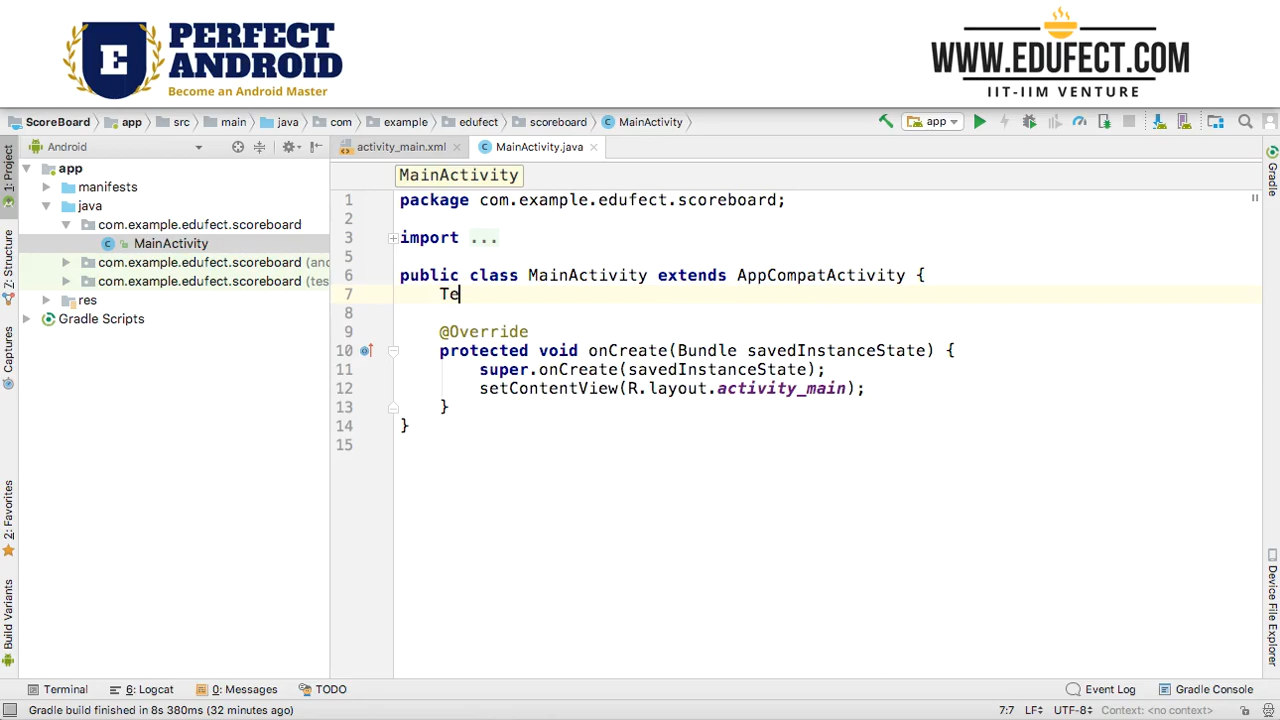 PERFECT
ANDROID
Become an Android Master
E
WWW.EDUFECT.COM
IIT-IIM VENTURE
ScoreBoard app src main java com example edufect scoreboard MainActivity
app
Android
activity_main.xml
MainActivity.java
1: Project
Z: Structure
Captures
2: Favorites
Build Variants
app
manifests
java
com.example.edufect.scoreboard
MainActivity
com.example.edufect.scoreboard (and
com.example.edufect.scoreboard (tes
res
Gradle Scripts
MainActivity
1 package com.example.edufect.scoreboard;
2
3 import ...
5
6 public class MainActivity extends AppCompatActivity {
7 Te
8
9 @Override
10 protected void onCreate(Bundle savedInstanceState) {
11 super.onCreate(savedInstanceState);
12 setContentView(R.layout.activity_main);
13 }
14 }
15
Gradle
Device File Explorer
Terminal 6: Logcat 0: Messages TODO Event Log Gradle Console
Gradle build finished in 8s 380ms (32 minutes ago) 7:7 LF÷ UTF-8÷ Context: <no context>